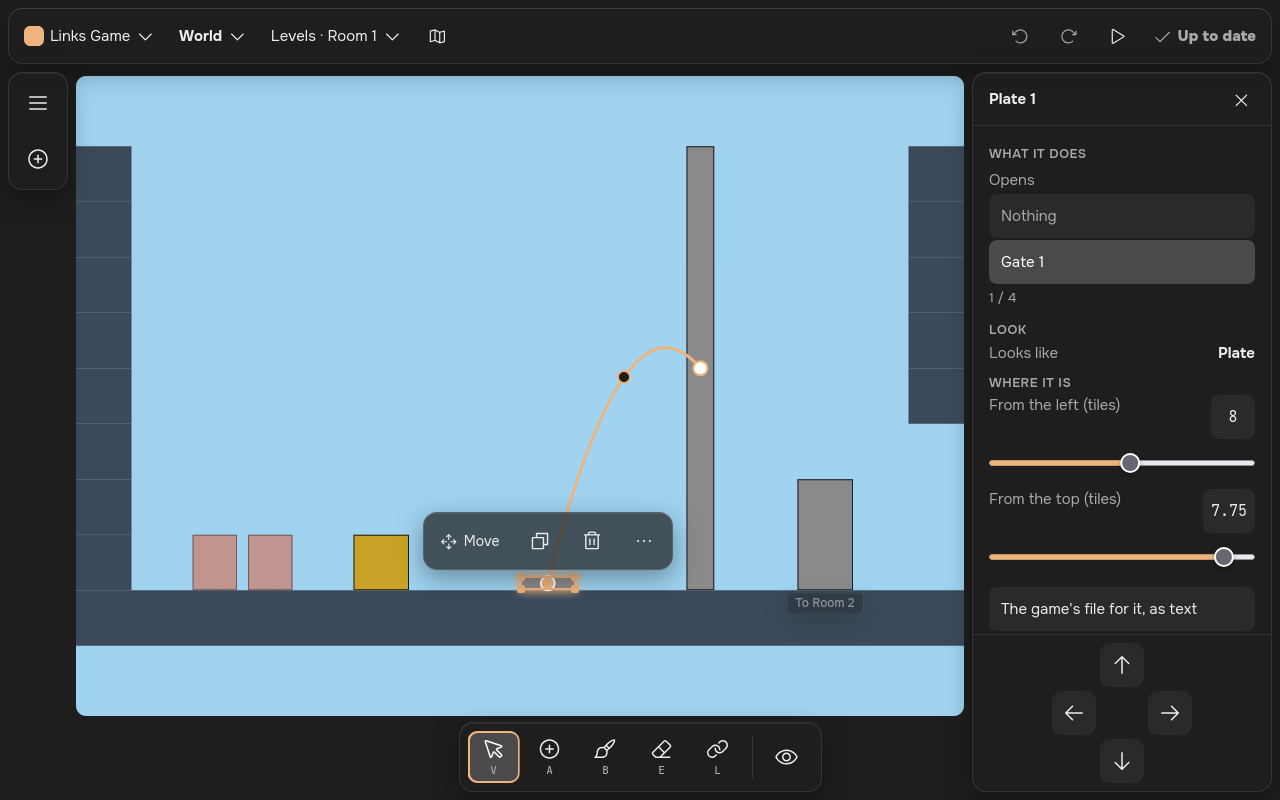 Links Game
World
Levels · Room 1
Up to date
Plate 1
WHAT IT DOES
Opens
Nothing
Gate 1
1 / 4
LOOK
Looks like
Plate
WHERE IT IS
From the left (tiles)
8
From the top (tiles)
7.75
The game's file for it, as text
Move
To Room 2
V
A
B
E
L